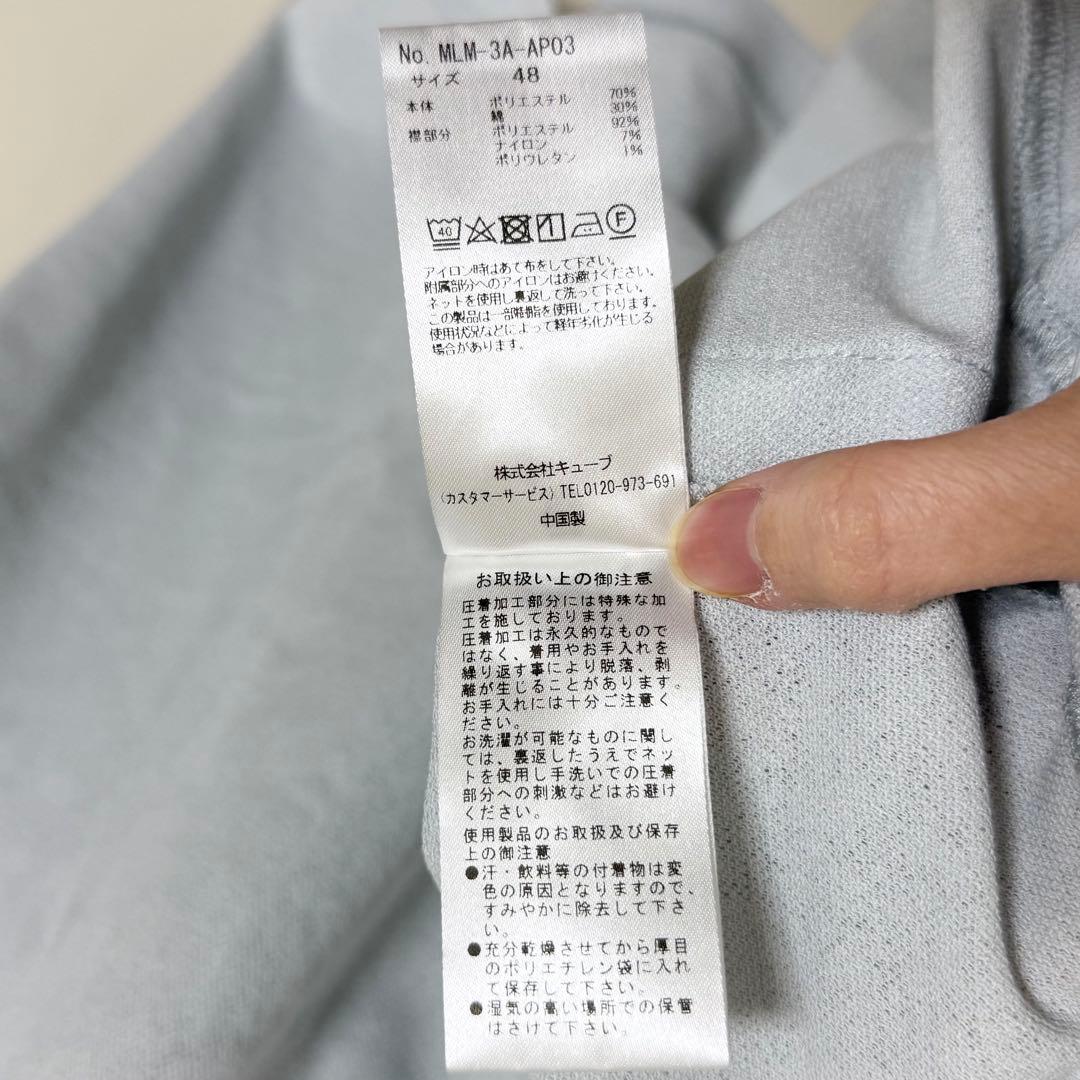 No. MLM-3A-AP03
サイズ 48
本体 ポリエステル 70%
綿 30%
襟部分 ポリエステル 92%
ナイロン 7%
ポリウレタン 1%
40 F
アイロン時はあて布をして下さい。
附属部分へのアイロンはお避けください。
ネットを使用し裏返して洗って下さい。
この製品は一部樹脂を使用しております。
使用状況などによって経年劣化が生じる
場合があります。
株式会社キューブ
(カスタマーサービス) TEL0120-973-691
中国製
お取扱い上の御注意
圧着加工部分には特殊な加
工を施しております。
圧着加工は永久的なもので
はなく、着用やお手入れを
繰り返す事により脱落、剥
離が生じることがあります。
お手入れには十分ご注意く
ださい。
お洗濯が可能なものに関し
ては、裏返したうえでネッ
トを使用し手洗いでの圧着
部分への刺激などはお避け
ください。
使用製品のお取扱及び保存
上の御注意
●汗・飲料等の付着物は変
色の原因となりますので、
すみやかに除去して下さ
い。
●充分乾燥させてから厚目
のポリエチレン袋に入れ
て保存して下さい。
●湿気の高い場所での保管
はさけて下さい。